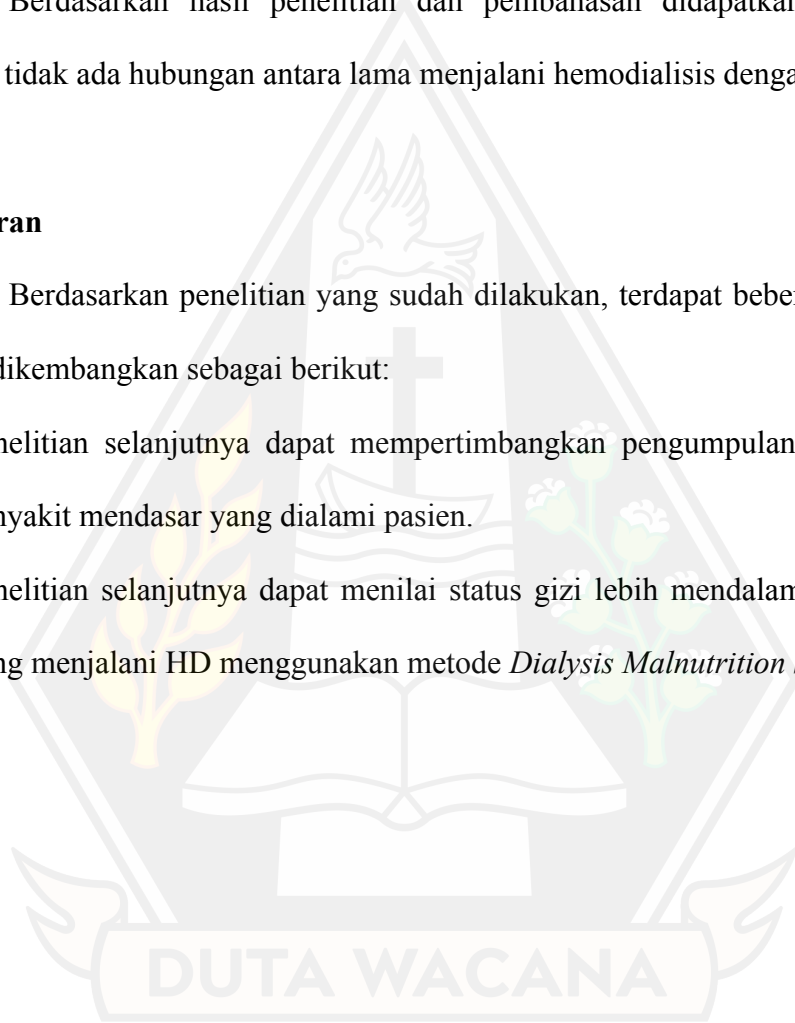 Berdasarkan hasil penelitian dan pembahasan didapatkan
tidak ada hubungan antara lama menjalani hemodialisis denga
ran
Berdasarkan penelitian yang sudah dilakukan, terdapat beber
dikembangkan sebagai berikut:
nelitian selanjutnya dapat mempertimbangkan pengumpulan
nyakit mendasar yang dialami pasien.
nelitian selanjutnya dapat menilai status gizi lebih mendalam
ng menjalani HD menggunakan metode Dialysis Malnutrition
DUTA WACANA